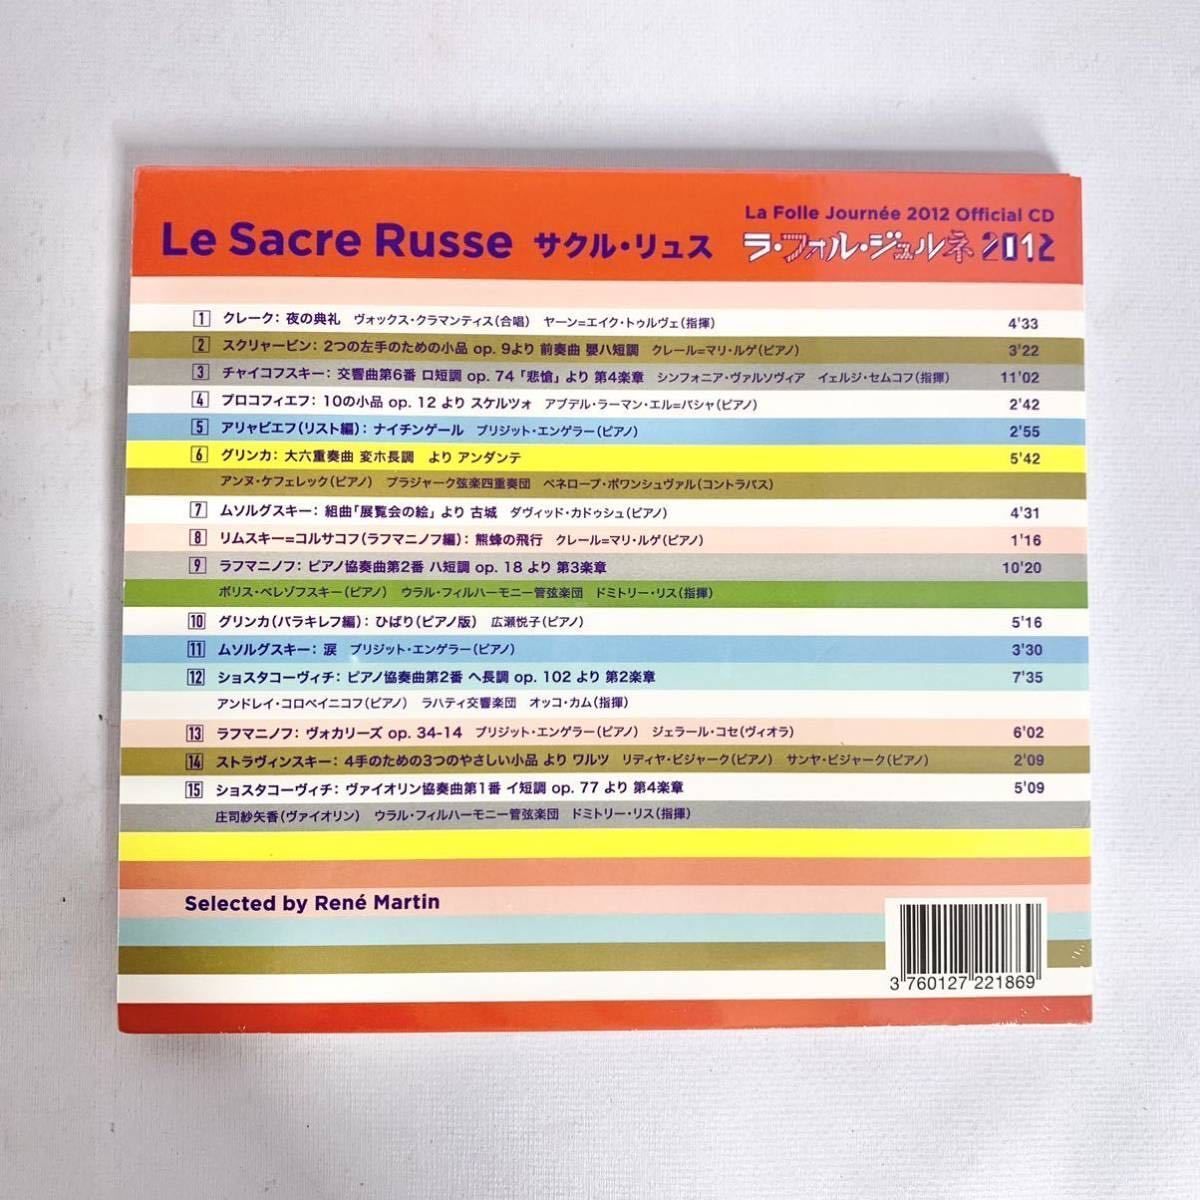 La Folle Journée 2012 Official CD
Le Sacre Russe サクル・リュス ラ・フォル・ジュルネ 2012
1 クレーク：夜の典礼 ヴォックス・クラマンティス（合唱） ヤーン=エイク・トゥルヴェ（指揮） 4'33
2 スクリャービン：2つの左手のための小品 op. 9より 前奏曲 嬰ハ短調 クレール=マリ・ルゲ（ピアノ） 3'22
3 チャイコフスキー：交響曲第6番 ロ短調 op. 74「悲愴」より 第4楽章 シンフォニア・ヴァルソヴィア イェルジ・セムコフ（指揮） 11'02
4 プロコフィエフ：10の小品 op. 12 より スケルツォ アブデル・ラーマン・エル=バシャ（ピアノ） 2'42
5 アリャビエフ（リスト編）：ナイチンゲール ブリジット・エンゲラー（ピアノ） 2'55
6 グリンカ：大六重奏曲 変ホ長調 より アンダンテ 5'42
アンヌ・ケフェレック（ピアノ） プラジャーク弦楽四重奏団 ペネロープ・ポワンシュヴァル（コントラバス）
7 ムソルグスキー：組曲「展覧会の絵」より 古城 ダヴィッド・カドゥシュ（ピアノ） 4'31
8 リムスキー=コルサコフ（ラフマニノフ編）：熊蜂の飛行 クレール=マリ・ルゲ（ピアノ） 1'16
9 ラフマニノフ：ピアノ協奏曲第2番 ハ短調 op. 18 より 第3楽章 10'20
ボリス・ベレゾフスキー（ピアノ） ウラル・フィルハーモニー管弦楽団 ドミトリー・リス（指揮）
10 グリンカ（バラキレフ編）：ひばり（ピアノ版） 広瀬悦子（ピアノ） 5'16
11 ムソルグスキー：涙 ブリジット・エンゲラー（ピアノ） 3'30
12 ショスタコーヴィチ：ピアノ協奏曲第2番 ヘ長調 op. 102 より 第2楽章 7'35
アンドレイ・コロベイニコフ（ピアノ） ラハティ交響楽団 オッコ・カム（指揮）
13 ラフマニノフ：ヴォカリーズ op. 34-14 ブリジット・エンゲラー（ピアノ） ジェラール・コセ（ヴィオラ） 6'02
14 ストラヴィンスキー：4手のための3つのやさしい小品 より ワルツ リディヤ・ビジャーク（ピアノ） サンヤ・ビジャーク（ピアノ） 2'09
15 ショスタコーヴィチ：ヴァイオリン協奏曲第1番 イ短調 op. 77 より 第4楽章 5'09
庄司紗矢香（ヴァイオリン） ウラル・フィルハーモニー管弦楽団 ドミトリー・リス（指揮）
Selected by René Martin
3 760127 221869